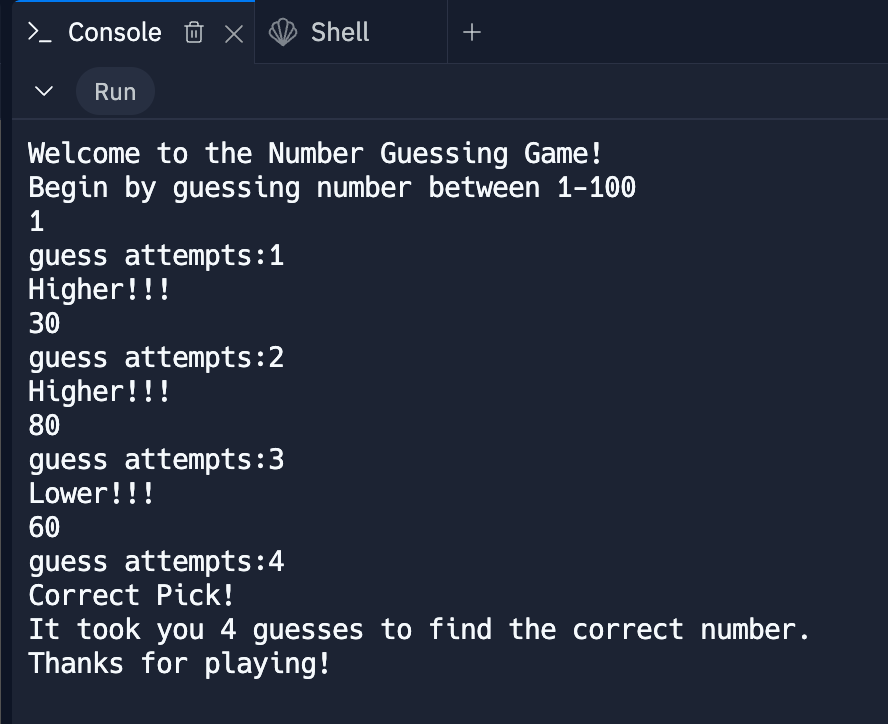 Console
Shell
Run
Welcome to the Number Guessing Game!
Begin by guessing number between 1-100
1
guess attempts:1
Higher!!!
30
guess attempts:2
Higher!!!
80
guess attempts:3
Lower!!!
60
guess attempts:4
Correct Pick!
It took you 4 guesses to find the correct number.
Thanks for playing!